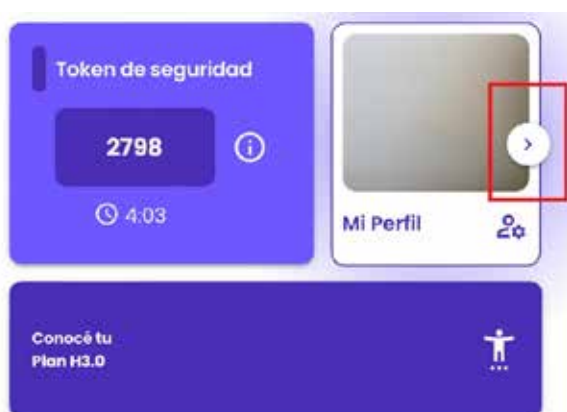 Token de seguridad
2798
4:03
Mi Perfil
Conocé tu
Plan H3.0